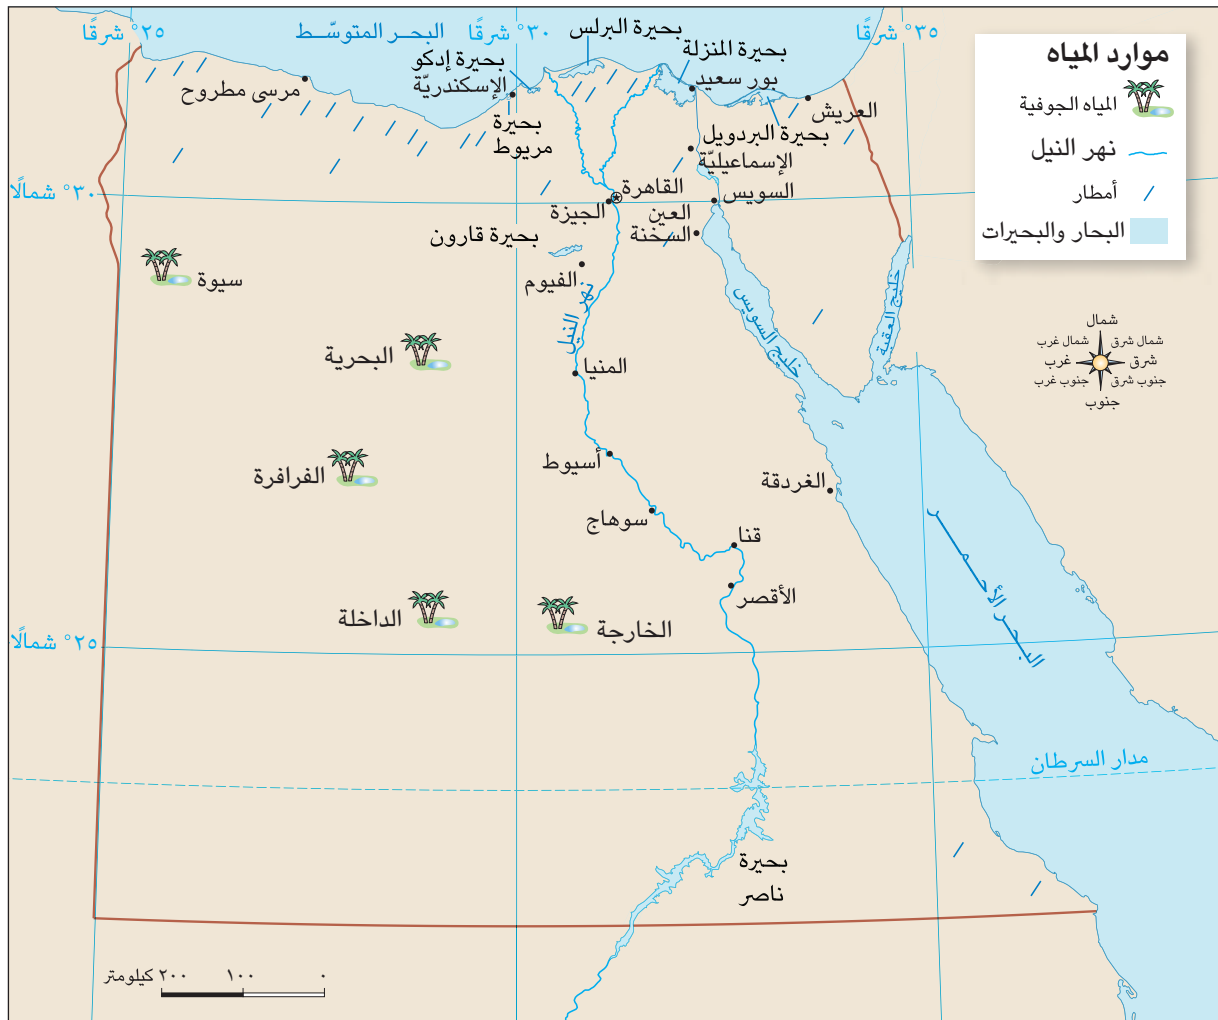 ٢٥° شرقًا
البحـر المتوسّـط
٣٠° شرقًا
٣٥° شرقًا
بحيرة البرلس
بحيرة المنزلة
بحيرة إدكو
الإسكندريّة
بور سعيد
مرسى مطروح
العريش
بحيرة
مريوط
بحيرة البردويل
الإسماعيليّة
موارد المياه
المياه الجوفية
نهر النيل
أمطار
البحار والبحيرات
٣٠° شمالًا
القاهرة
الجيزة
السويس
العين
السخنة
بحيرة قارون
الفيوم
سيوة
نهر النيل
خليج السويس
خليج العقبة
البحرية
المنيا
شمال
شمال شرق
شمال غرب
شرق
غرب
جنوب شرق
جنوب غرب
جنوب
أسيوط
الفرافرة
الغردقة
سوهاج
قنا
الأقصر
الداخلة
الخارجة
البـحـر الأحـمـر
٢٥° شمالًا
مدار السرطان
بحيرة
ناصر
٠ ١٠٠ ٢٠٠ كيلومتر